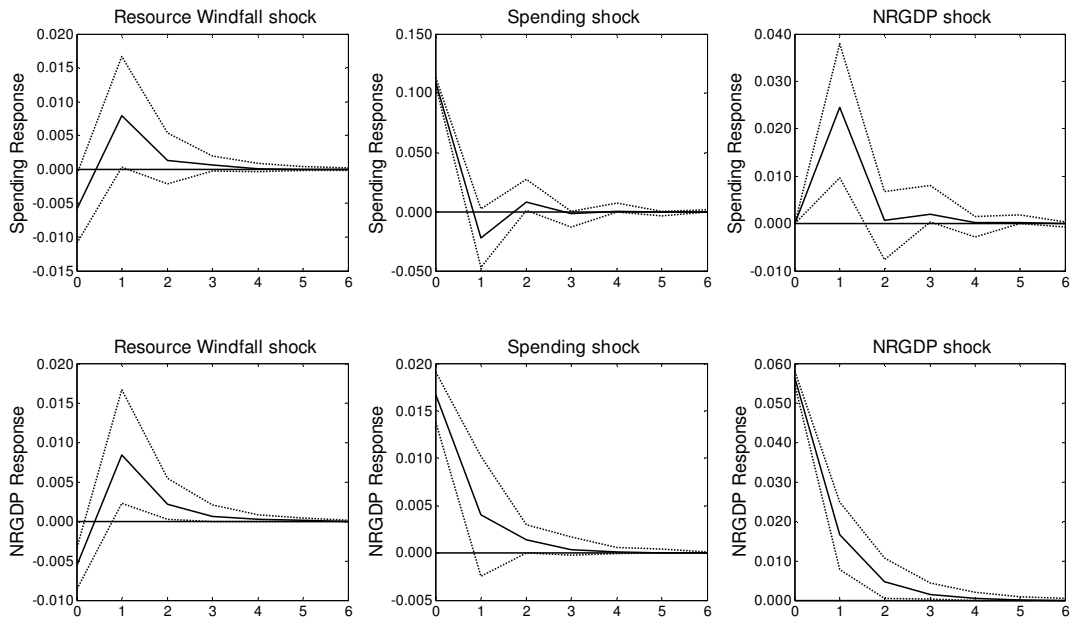 Resource Windfall shock
Spending Response
0.020
0.015
0.010
0.005
0.000
-0.005
-0.010
-0.015
0 1 2 3 4 5 6
Spending shock
Spending Response
0.150
0.100
0.050
0.000
-0.050
0 1 2 3 4 5 6
NRGDP shock
Spending Response
0.040
0.030
0.020
0.010
0.000
-0.010
0 1 2 3 4 5 6
Resource Windfall shock
NRGDP Response
0.020
0.015
0.010
0.005
0.000
-0.005
-0.010
0 1 2 3 4 5 6
Spending shock
NRGDP Response
0.020
0.015
0.010
0.005
0.000
-0.005
0 1 2 3 4 5 6
NRGDP shock
NRGDP Response
0.060
0.050
0.040
0.030
0.020
0.010
0.000
0 1 2 3 4 5 6